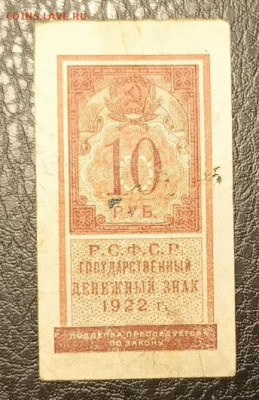 COINS.LAVE.RU
10
РУБ.
Р.С.Ф.С.Р.
ГОСУДАРСТВЕННЫЙ
ДЕНЕЖНЫЙ ЗНАК
1922 г.
ПОДДЕЛКА ПРЕСЛЕДУЕТСЯ
ПО ЗАКОНУ.